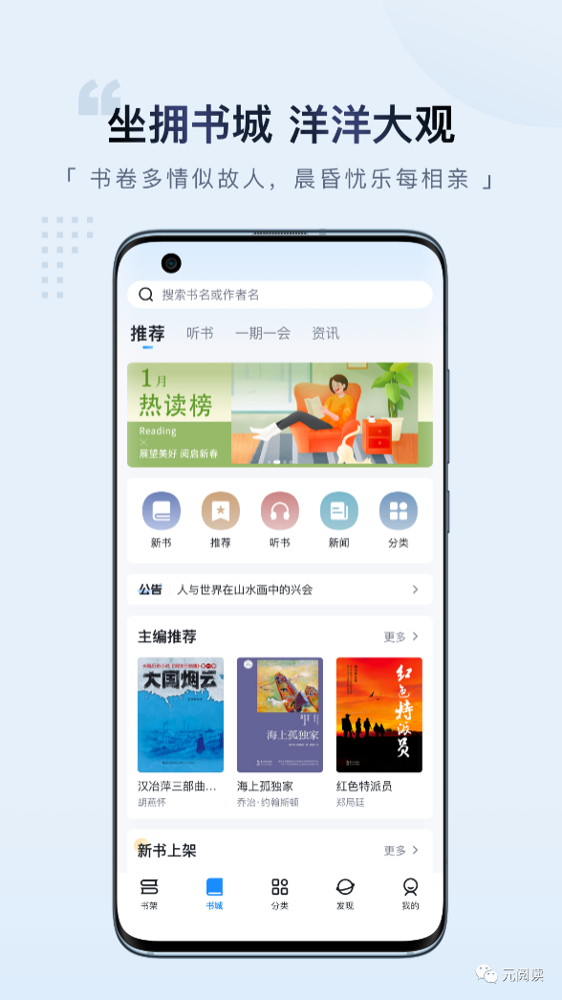 坐拥书城 洋洋大观
「 书卷多情似故人，晨昏忧乐每相亲 」
搜索书名或作者名
推荐 听书 一期一会 资讯
1月
热读榜
Reading
展望美好 阅启新春
新书 推荐 听书 新闻 分类
公告 人与世界在山水画中的兴会
主编推荐 更多
大国烟云
海上孤独家
红色特派员
汉冶萍三部曲... 海上孤独家 红色特派员
胡燕怀 乔治·约翰斯顿 郑局廷
新书上架 更多
书架 书城 分类 发现 我的
元阅读